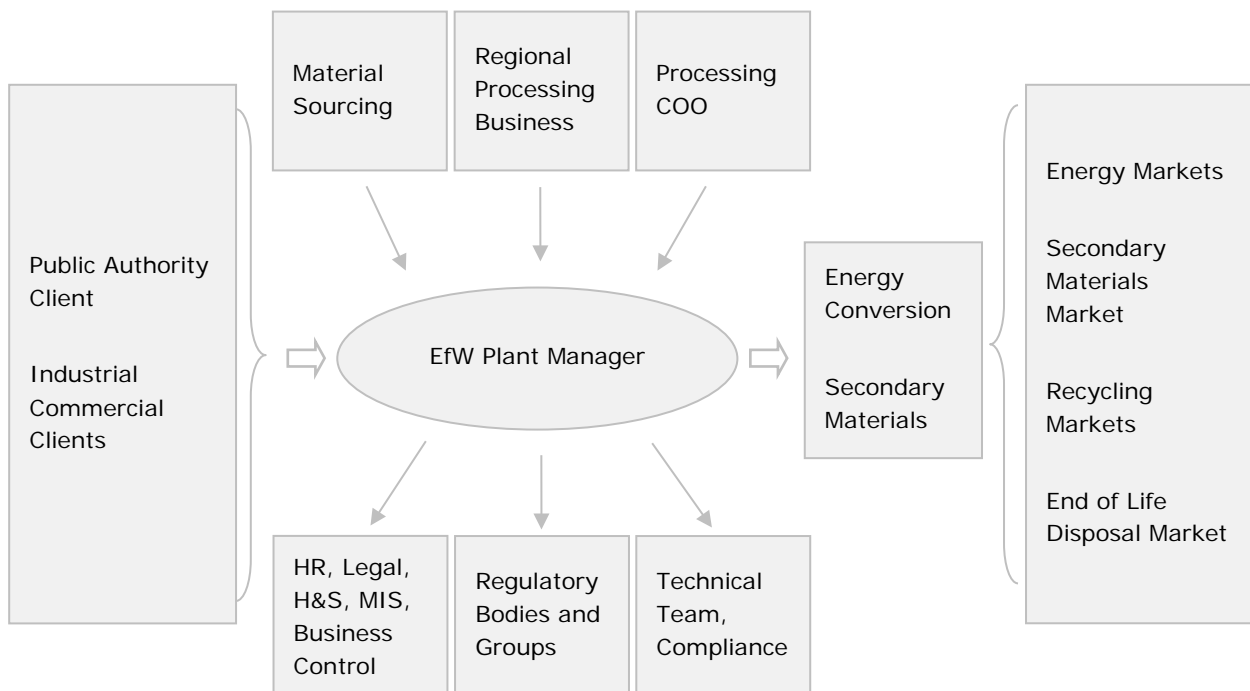 Material
Sourcing
Regional
Processing
Business
Processing
COO
Public Authority
Client
Industrial
Commercial
Clients
EfW Plant Manager
Energy
Conversion
Secondary
Materials
Energy Markets
Secondary
Materials
Market
Recycling
Markets
End of Life
Disposal Market
HR, Legal,
H&S, MIS,
Business
Control
Regulatory
Bodies and
Groups
Technical
Team,
Compliance